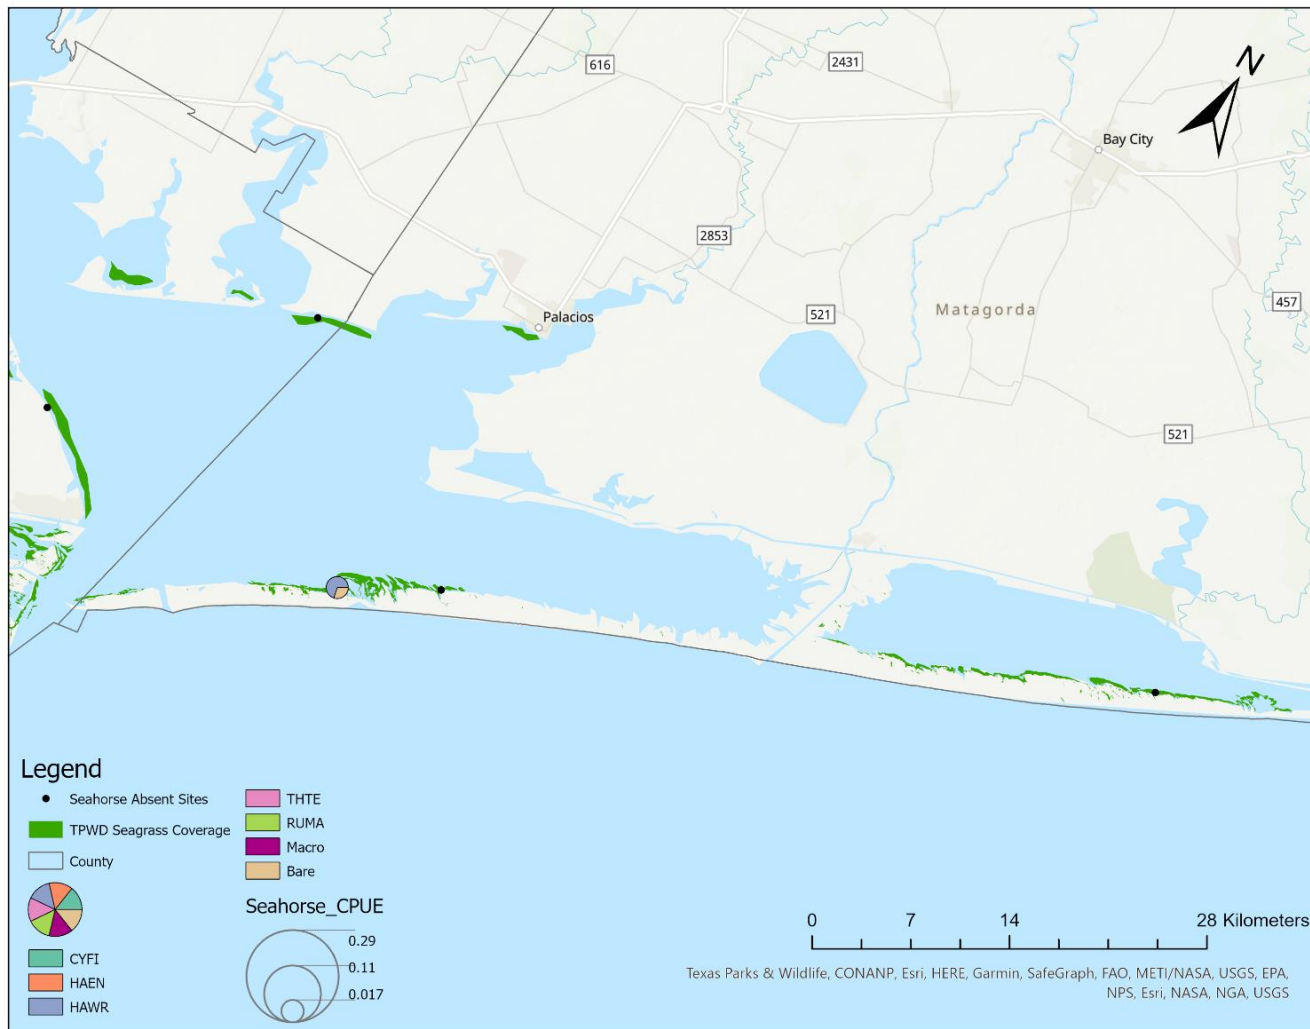 616
2431
N
Bay City
2853
Palacios
521
Matagorda
457
521
Legend
Seahorse Absent Sites
TPWD Seagrass Coverage
County
CYFI
HAEN
HAWR
THTE
RUMA
Macro
Bare
Seahorse_CPUE
0.29
0.11
0.017
0 7 14 28 Kilometers
Texas Parks & Wildlife, CONANP, Esri, HERE, Garmin, SafeGraph, FAO, METI/NASA, USGS, EPA,
NPS, Esri, NASA, NGA, USGS